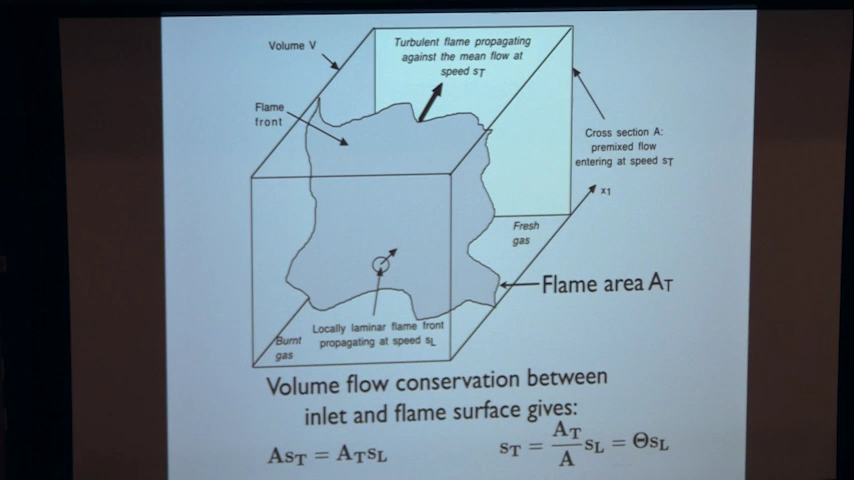 Volume V
Turbulent flame propagating
against the mean flow at
speed sT
Flame
front
Cross section A:
premixed flow
entering at speed sT
x1
Fresh
gas
Flame area AT
Locally laminar flame front
propagating at speed sL
Burnt
gas
Volume flow conservation between
inlet and flame surface gives:
AsT = ATsL
sT = AT/A sL = ΘsL